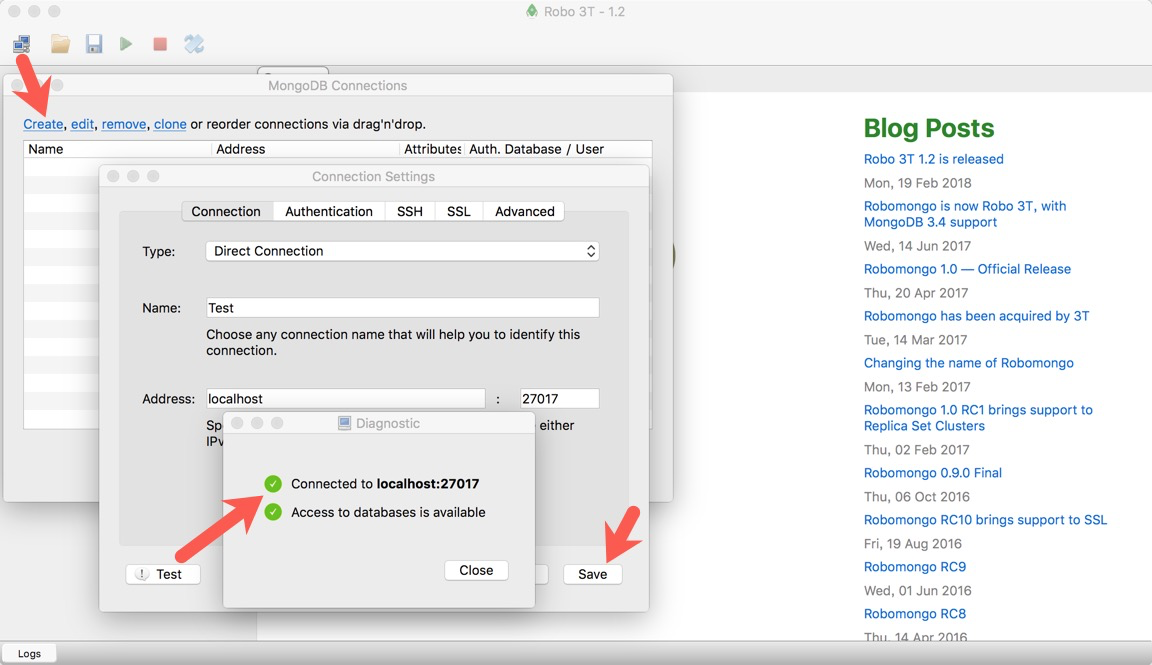 Robo 3T - 1.2
MongoDB Connections
Create, edit, remove, clone or reorder connections via drag'n'drop.
Name Address Attributes Auth. Database / User
Connection Settings
Connection Authentication SSH SSL Advanced
Type: Direct Connection
Name: Test
Choose any connection name that will help you to identify this
connection.
Address: localhost : 27017
either
Diagnostic
Connected to localhost:27017
Access to databases is available
Close
! Test
Save
Blog Posts
Robo 3T 1.2 is released
Mon, 19 Feb 2018
Robomongo is now Robo 3T, with
MongoDB 3.4 support
Wed, 14 Jun 2017
Robomongo 1.0 — Official Release
Thu, 20 Apr 2017
Robomongo has been acquired by 3T
Tue, 14 Mar 2017
Changing the name of Robomongo
Mon, 13 Feb 2017
Robomongo 1.0 RC1 brings support to
Replica Set Clusters
Thu, 02 Feb 2017
Robomongo 0.9.0 Final
Thu, 06 Oct 2016
Robomongo RC10 brings support to SSL
Fri, 19 Aug 2016
Robomongo RC9
Wed, 01 Jun 2016
Robomongo RC8
Thu, 14 Apr 2016
Logs